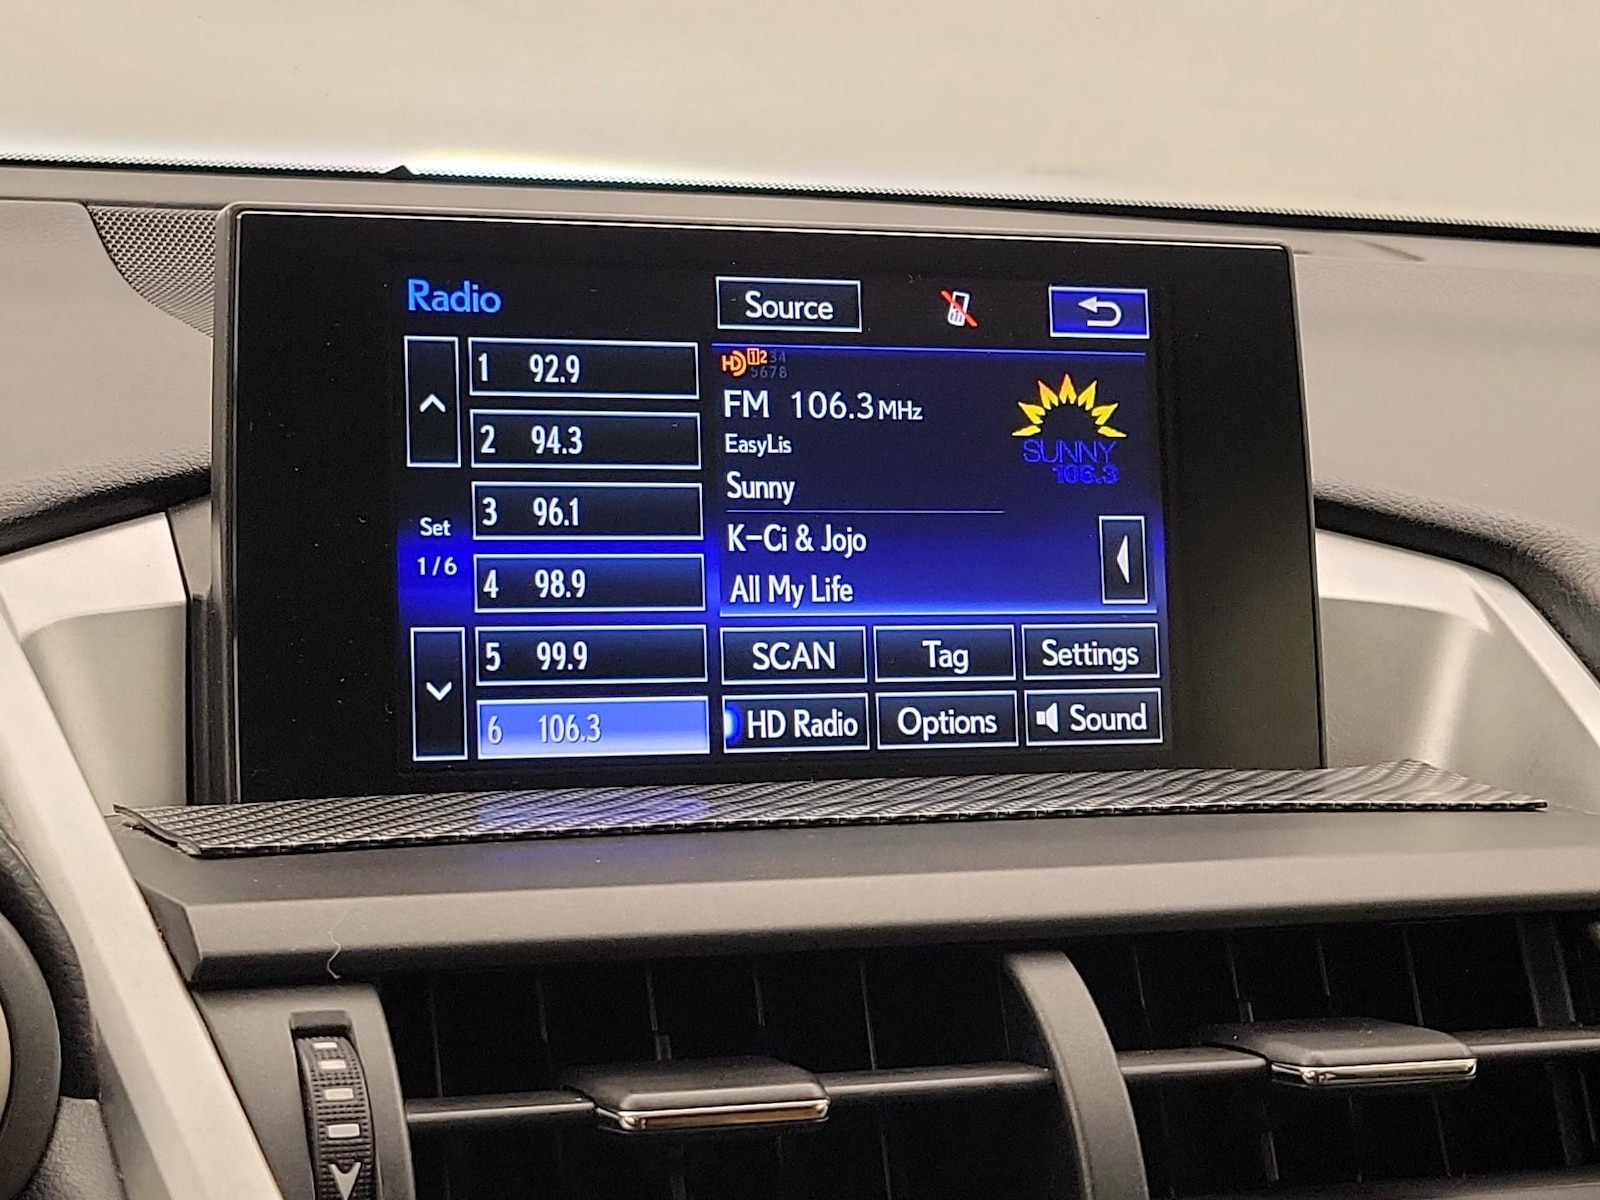 Radio
Source
1 92.9
2 94.3
3 96.1
4 98.9
5 99.9
6 106.3
Set
1/6
HD 1234
5678
FM 106.3 MHz
EasyLis
Sunny
K-Ci & Jojo
All My Life
SUNNY
106.3
SCAN
Tag
Settings
HD Radio
Options
Sound